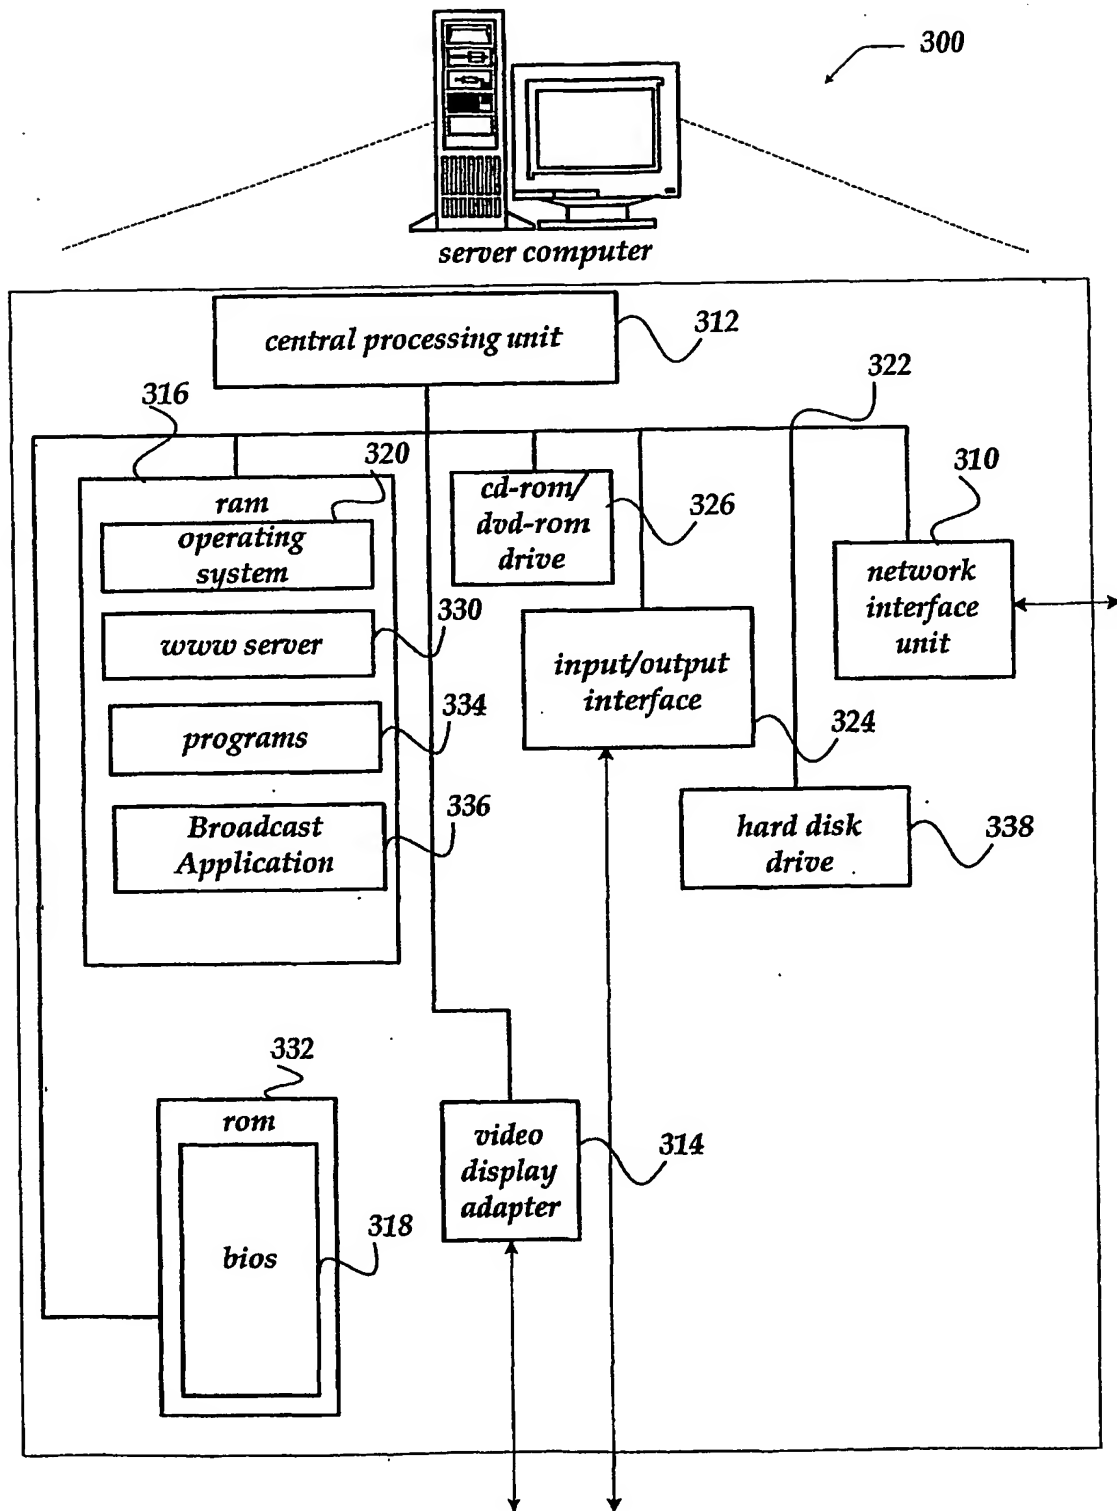 300
server computer
central processing unit
312
316
322
320
310
ram
operating
system
cd-rom/
dvd-rom
drive
326
network
interface
unit
330
www server
input/output
interface
334
programs
324
336
Broadcast
Application
hard disk
drive
338
332
rom
video
display
adapter
314
318
bios